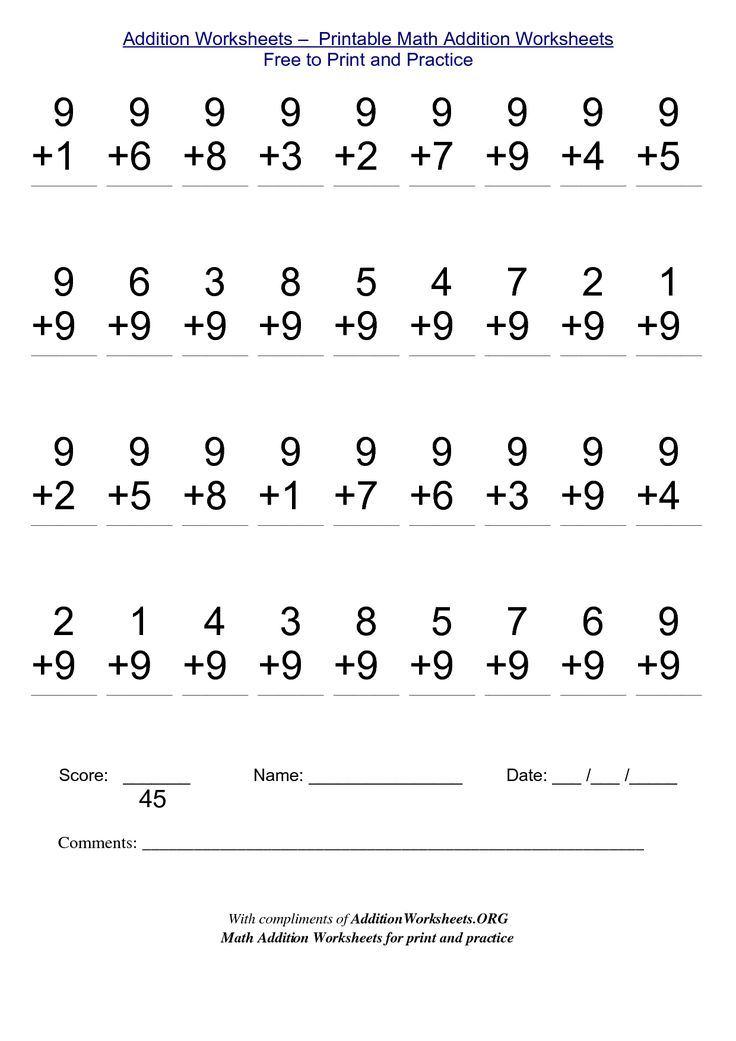 Addition Worksheets – Printable Math Addition Worksheets
Free to Print and Practice
9 9 9 9 9 9 9 9 9
+1 +6 +8 +3 +2 +7 +9 +4 +5
9 6 3 8 5 4 7 2 1
+9 +9 +9 +9 +9 +9 +9 +9 +9
9 9 9 9 9 9 9 9 9
+2 +5 +8 +1 +7 +6 +3 +9 +4
2 1 4 3 8 5 7 6 9
+9 +9 +9 +9 +9 +9 +9 +9 +9
Score: _______ Name: ________________ Date: ___ /___ /_____
45
Comments: ___________________________________________________________
With compliments of AdditionWorksheets.ORG
Math Addition Worksheets for print and practice